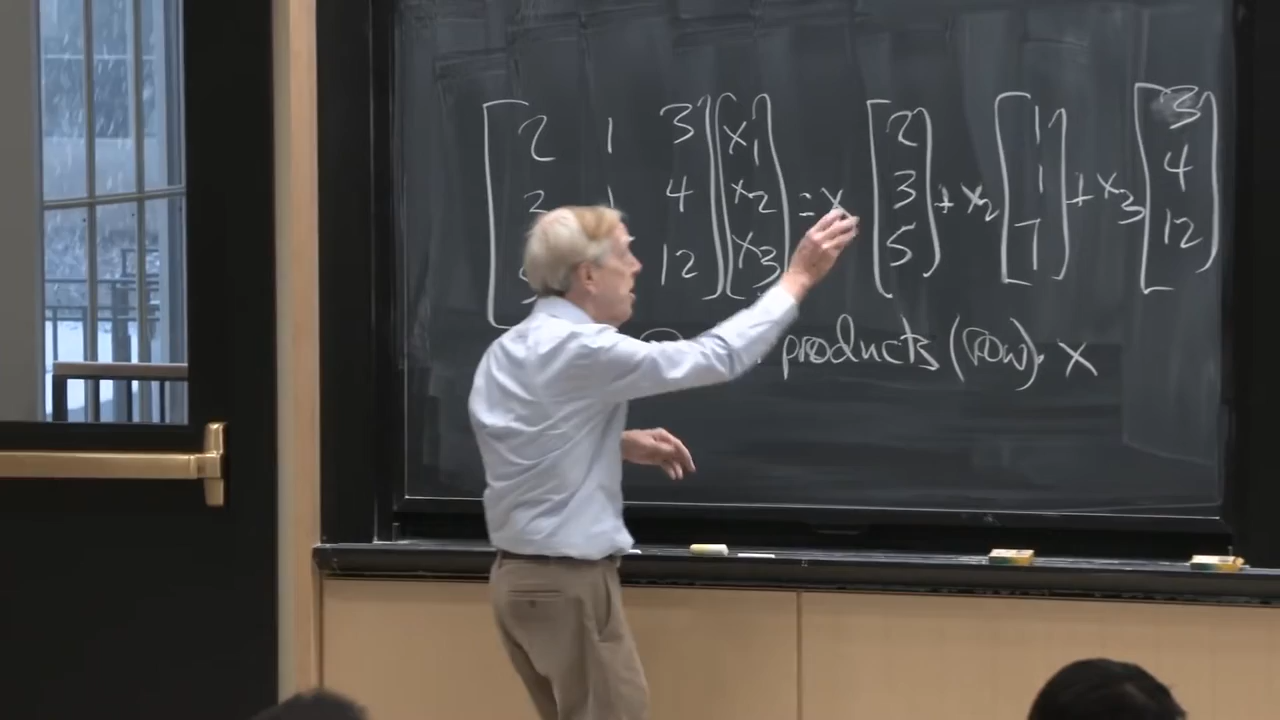 2 1 3 x1 2 1 3
4 x2 = x 3 + x2 1 + x3 4
12 x3 5 7 12
products (row) · x